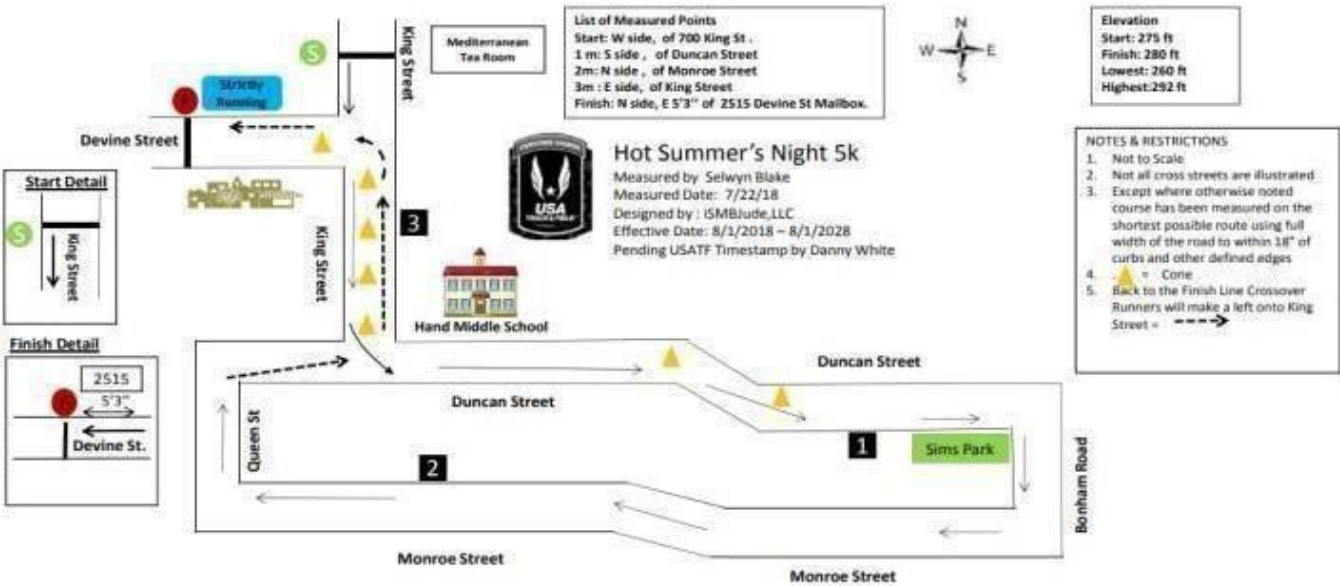 S
King Street
Mediterranean
Tea Room
List of Measured Points
Start: W side, of 700 King St .
1 m: S side , of Duncan Street
2m: N side , of Monroe Street
3m : E side, of King Street
Finish: N side, E 5'3'' of 2515 Devine St Mailbox.
N
W
E
S
Elevation
Start: 275 ft
Finish: 280 ft
Lowest: 260 ft
Highest:292 ft
Strictly
Running
Devine Street
Hot Summer's Night 5k
Measured by Selwyn Blake
Measured Date: 7/22/18
Designed by : iSMBJude,LLC
Effective Date: 8/1/2018 – 8/1/2028
Pending USATF Timestamp by Danny White
USA
TRACK & FIELD
NOTES & RESTRICTIONS
1. Not to Scale
2. Not all cross streets are illustrated
3. Except where otherwise noted
course has been measured on the
shortest possible route using full
width of the road to within 18" of
curbs and other defined edges
4. = Cone
5. Back to the Finish Line Crossover
Runners will make a left onto King
Street =
Start Detail
S
King Street
King Street
3
Hand Middle School
Finish Detail
2515
5'3''
Devine St.
Duncan Street
Duncan Street
Queen St
1
Sims Park
2
Bonham Road
Monroe Street
Monroe Street